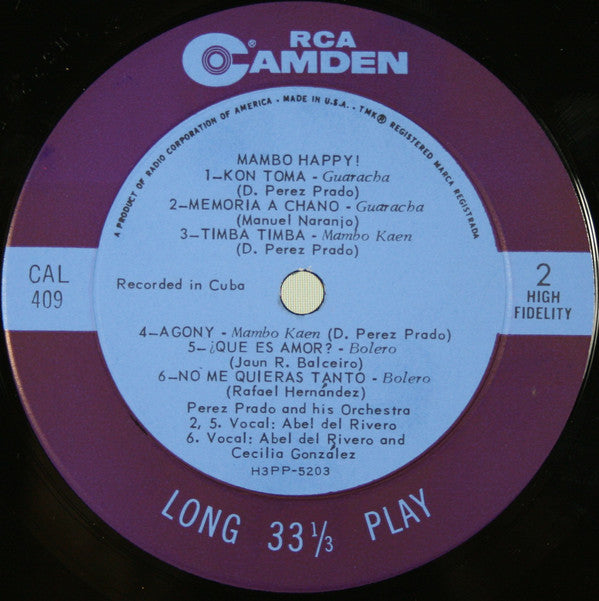 RCA
CAMDEN
®
A PRODUCT OF RADIO CORPORATION OF AMERICA - MADE IN U.S.A. - TMK® REGISTERED MARCA REGISTRADA
MAMBO HAPPY!
1—KON TOMA - Guaracha
(D. Perez Prado)
2—MEMORIA A CHANO - Guaracha
(Manuel Naranjo)
3—TIMBA TIMBA - Mambo Kaen
(D. Perez Prado)
CAL
409
Recorded in Cuba
2
HIGH
FIDELITY
4—AGONY - Mambo Kaen (D. Perez Prado)
5—¿QUE ES AMOR? - Bolero
(Jaun R. Balceiro)
6—NO ME QUIERAS TANTO - Bolero
(Rafael Hernández)
Perez Prado and his Orchestra
2, 5. Vocal: Abel del Rivero
6. Vocal: Abel del Rivero and
Cecilia González
H3PP-5203
LONG 33 1/3 PLAY